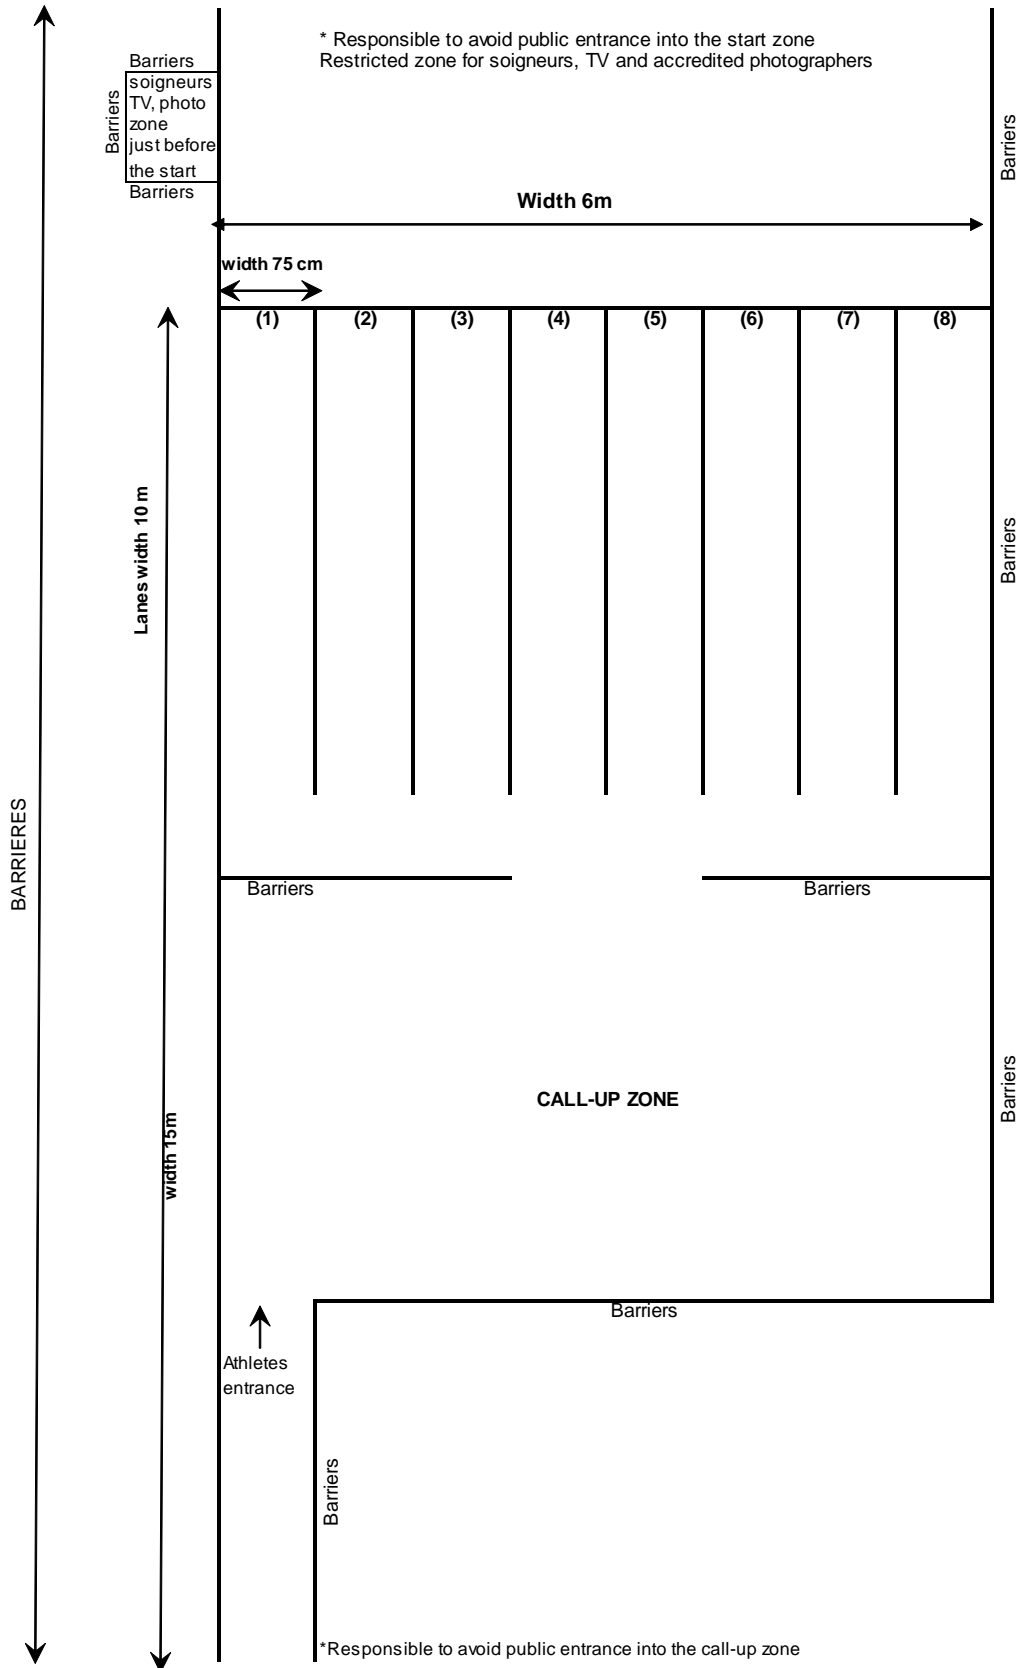 * Responsible to avoid public entrance into the start zone
Restricted zone for soigneurs, TV and accredited photographers
Barriers
Barriers
soigneurs
TV, photo
zone
just before
the start
Barriers
Barriers
Width 6m
width 75 cm
(1) (2) (3) (4) (5) (6) (7) (8)
Lanes width 10 m
Barriers
BARRIERES
Barriers Barriers
CALL-UP ZONE
Barriers
width 15m
Barriers
Athletes
entrance
Barriers
*Responsible to avoid public entrance into the call-up zone